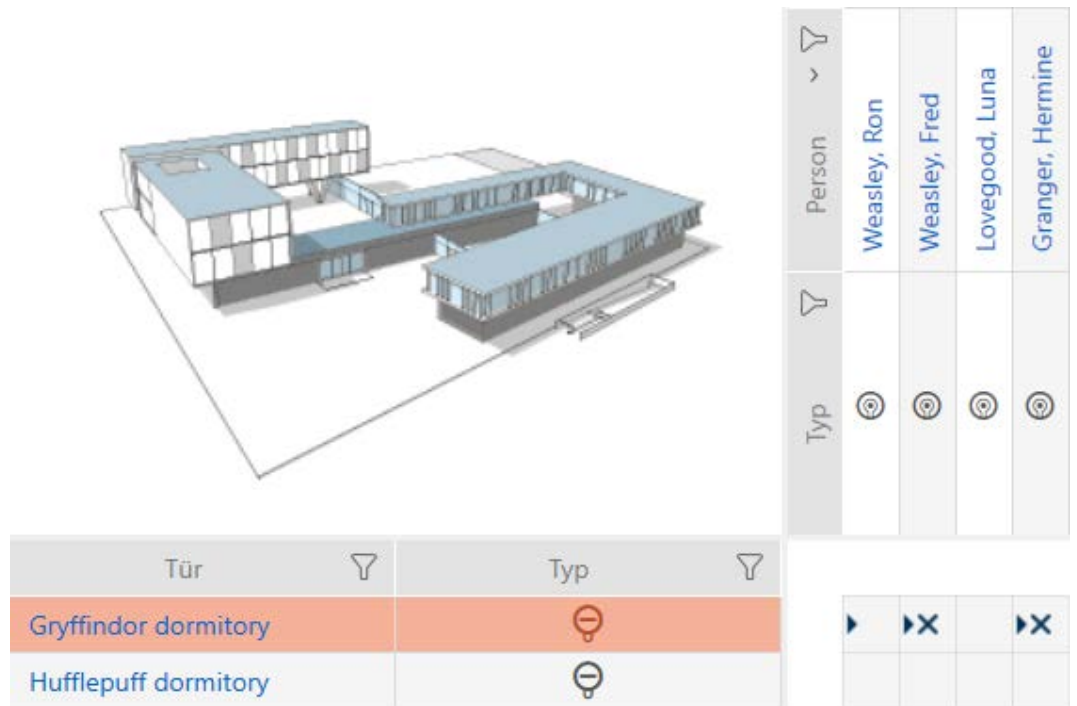 Person
Weasley, Ron
Weasley, Fred
Lovegood, Luna
Granger, Hermine
Typ
Tür
Typ
Gryffindor dormitory
Hufflepuff dormitory